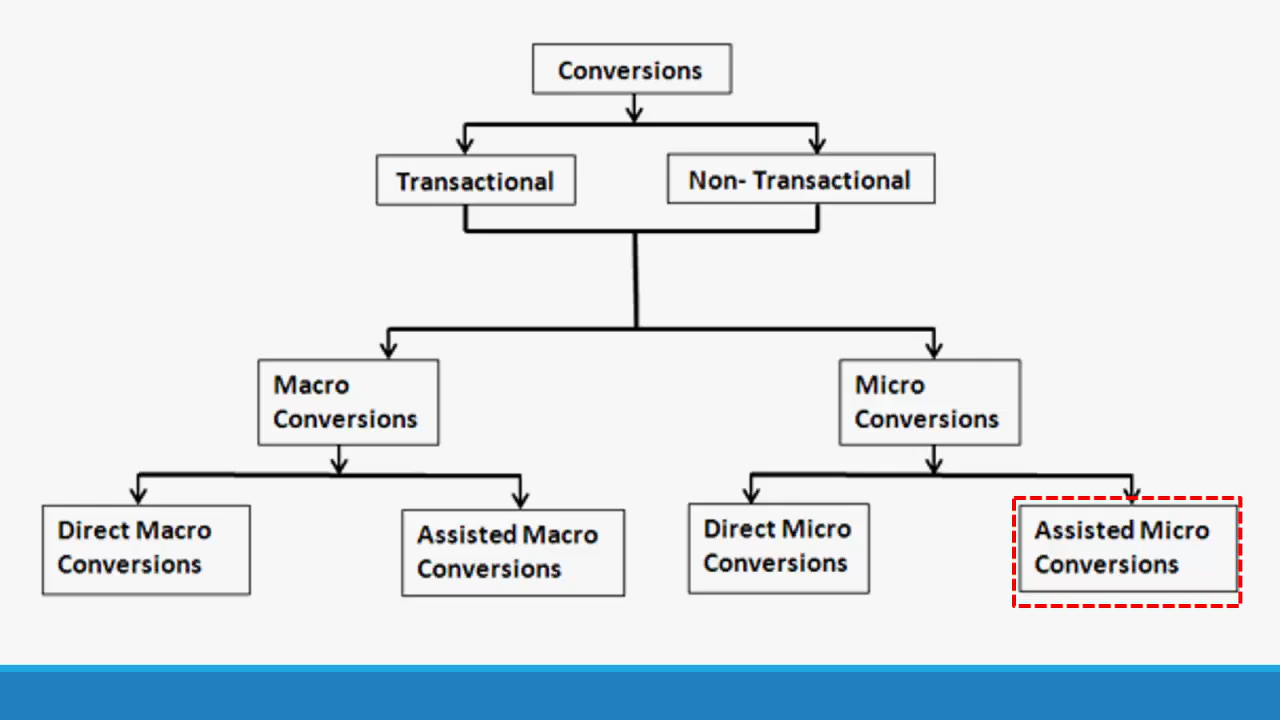 Conversions
Transactional
Non- Transactional
Macro
Conversions
Micro
Conversions
Direct Macro
Conversions
Assisted Macro
Conversions
Direct Micro
Conversions
Assisted Micro
Conversions